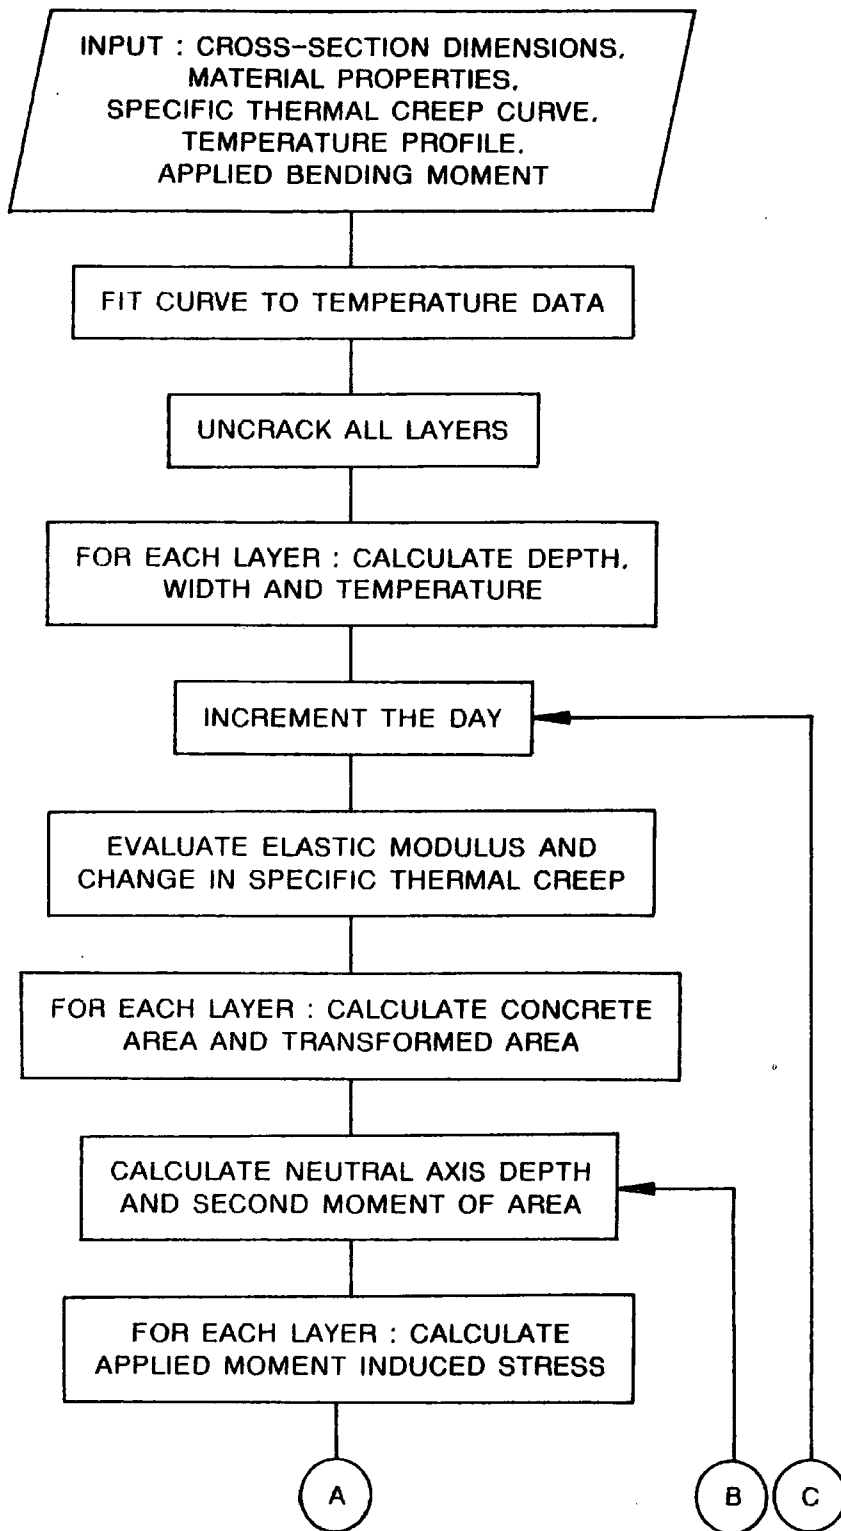 INPUT : CROSS-SECTION DIMENSIONS,
MATERIAL PROPERTIES,
SPECIFIC THERMAL CREEP CURVE,
TEMPERATURE PROFILE,
APPLIED BENDING MOMENT
FIT CURVE TO TEMPERATURE DATA
UNCRACK ALL LAYERS
FOR EACH LAYER : CALCULATE DEPTH,
WIDTH AND TEMPERATURE
INCREMENT THE DAY
EVALUATE ELASTIC MODULUS AND
CHANGE IN SPECIFIC THERMAL CREEP
FOR EACH LAYER : CALCULATE CONCRETE
AREA AND TRANSFORMED AREA
CALCULATE NEUTRAL AXIS DEPTH
AND SECOND MOMENT OF AREA
FOR EACH LAYER : CALCULATE
APPLIED MOMENT INDUCED STRESS
A B C